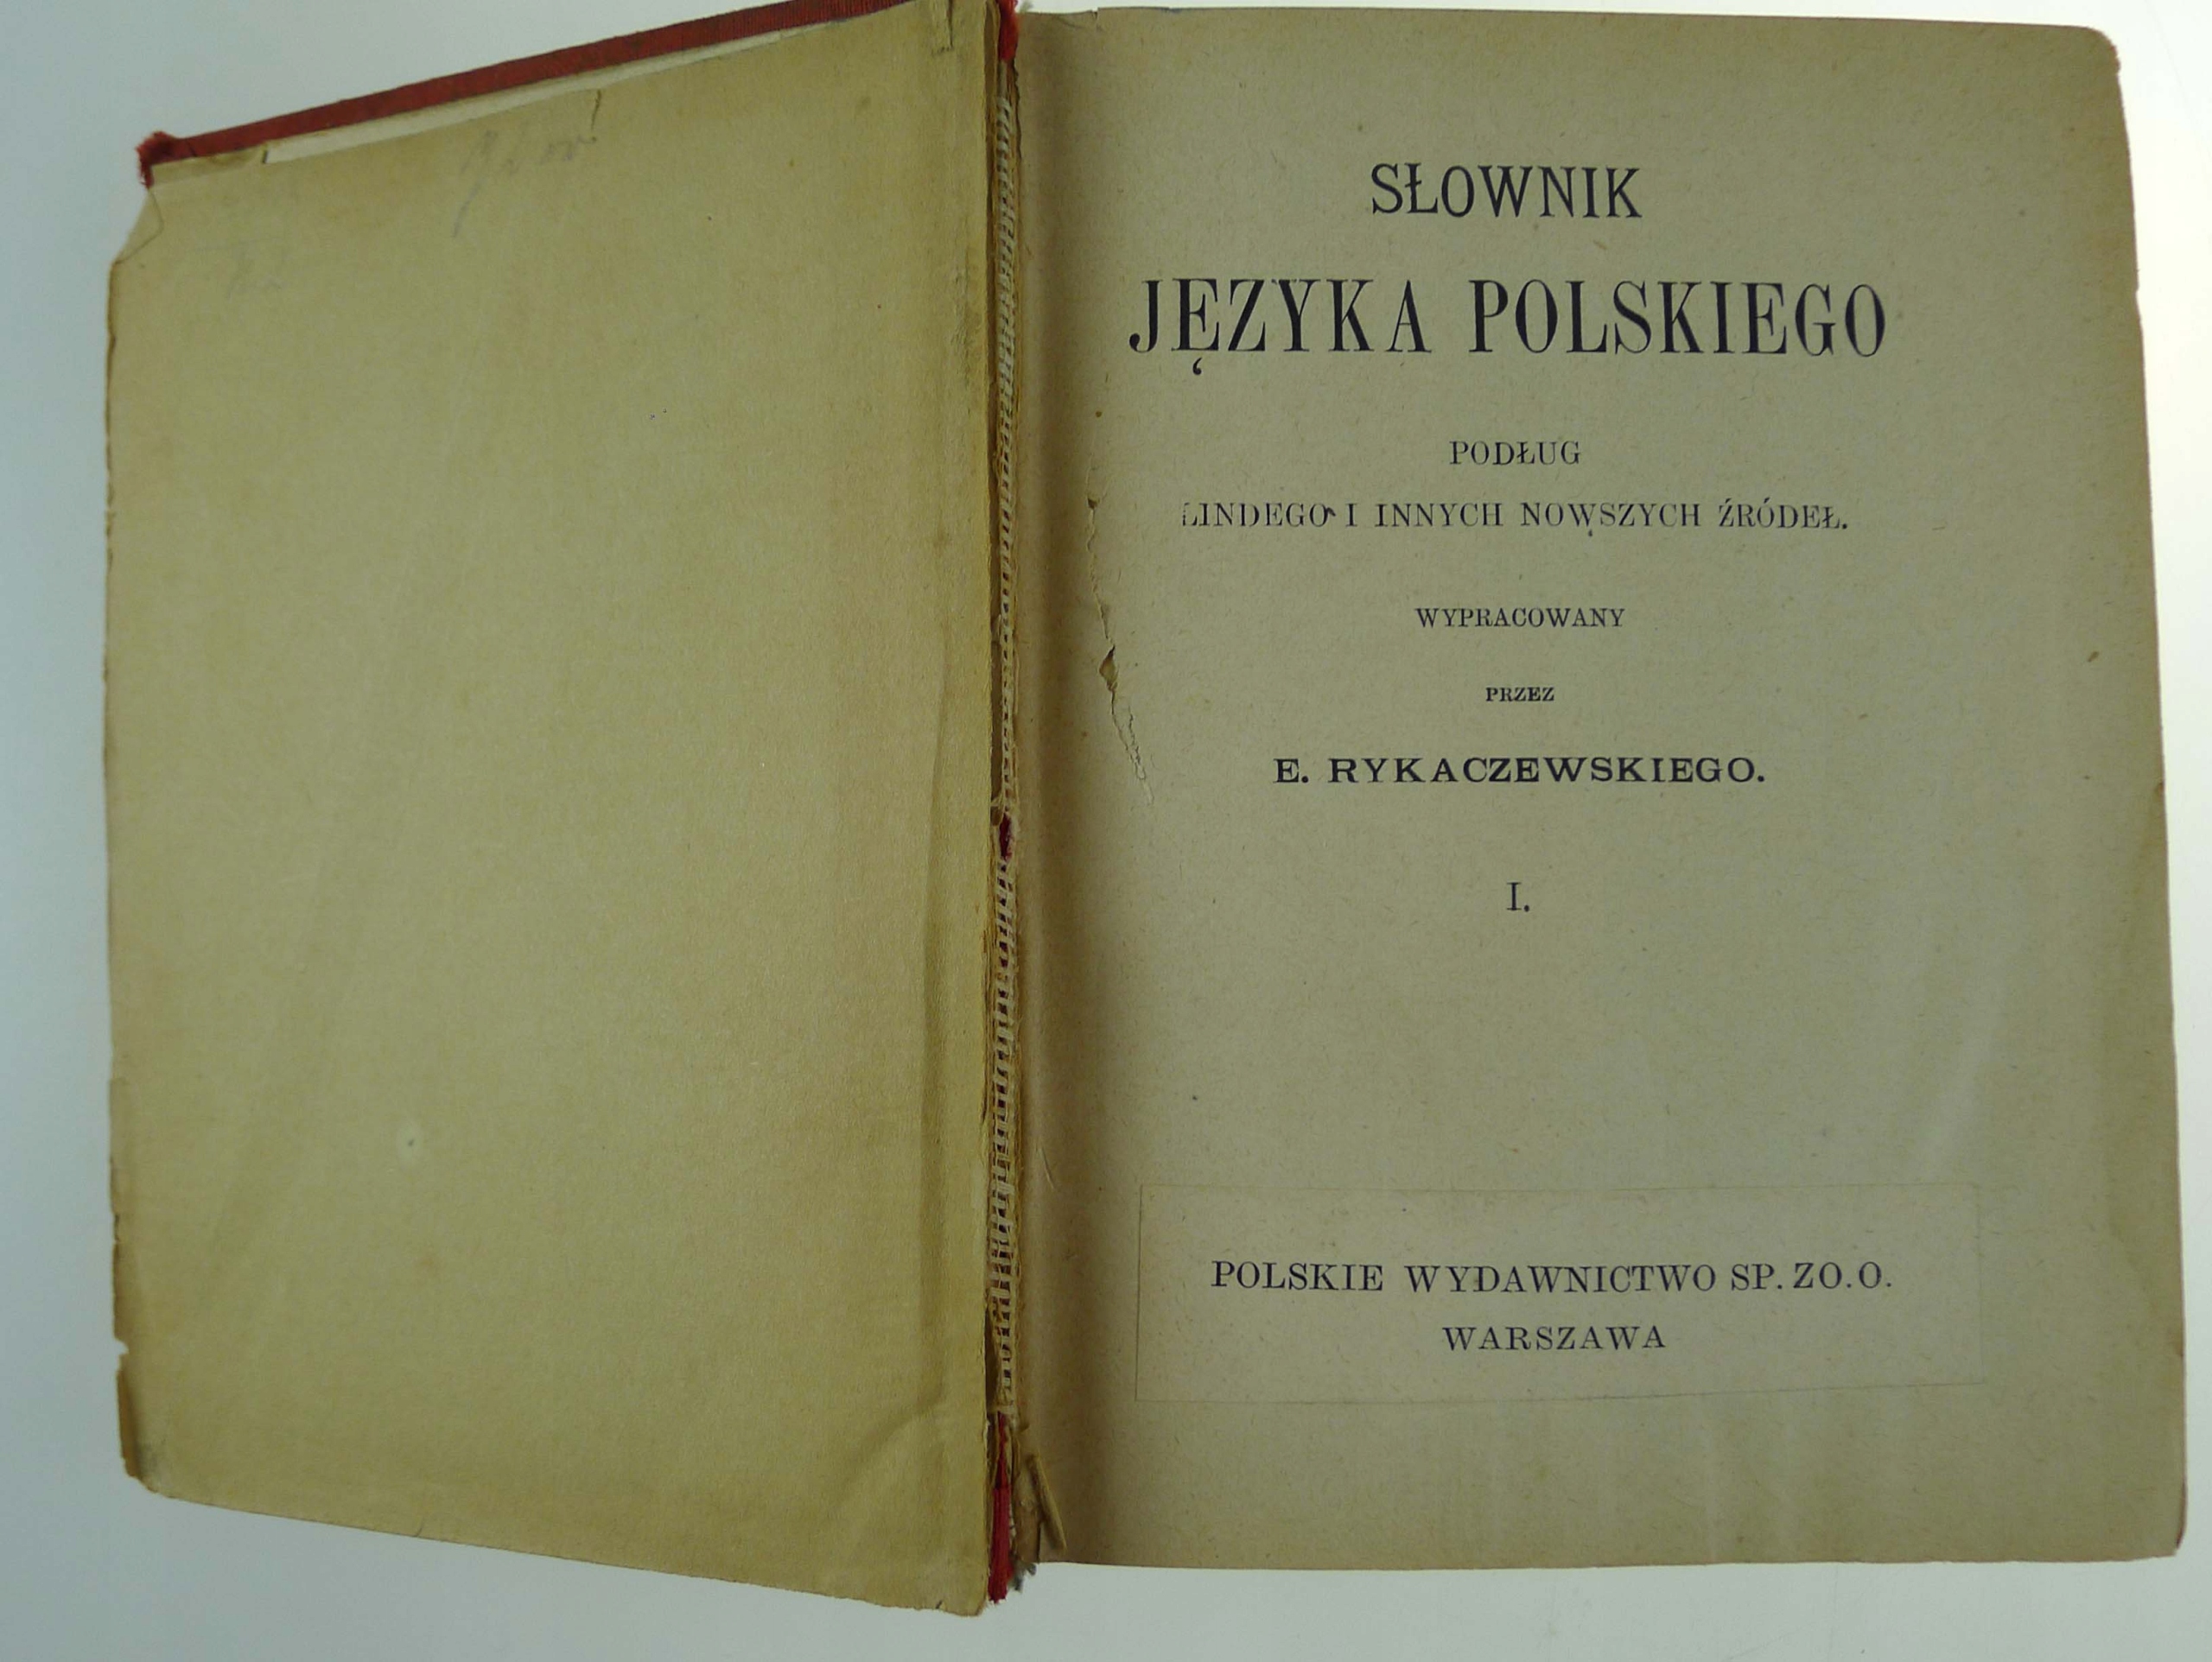 SŁOWNIK
JĘZYKA POLSKIEGO
PODŁUG
LINDEGO I INNYCH NOWSZYCH ŹRÓDEŁ.
WYPRACOWANY
PRZEZ
E. RYKACZEWSKIEGO.
I.
POLSKIE WYDAWNICTWO SP. ZO.O.
WARSZAWA